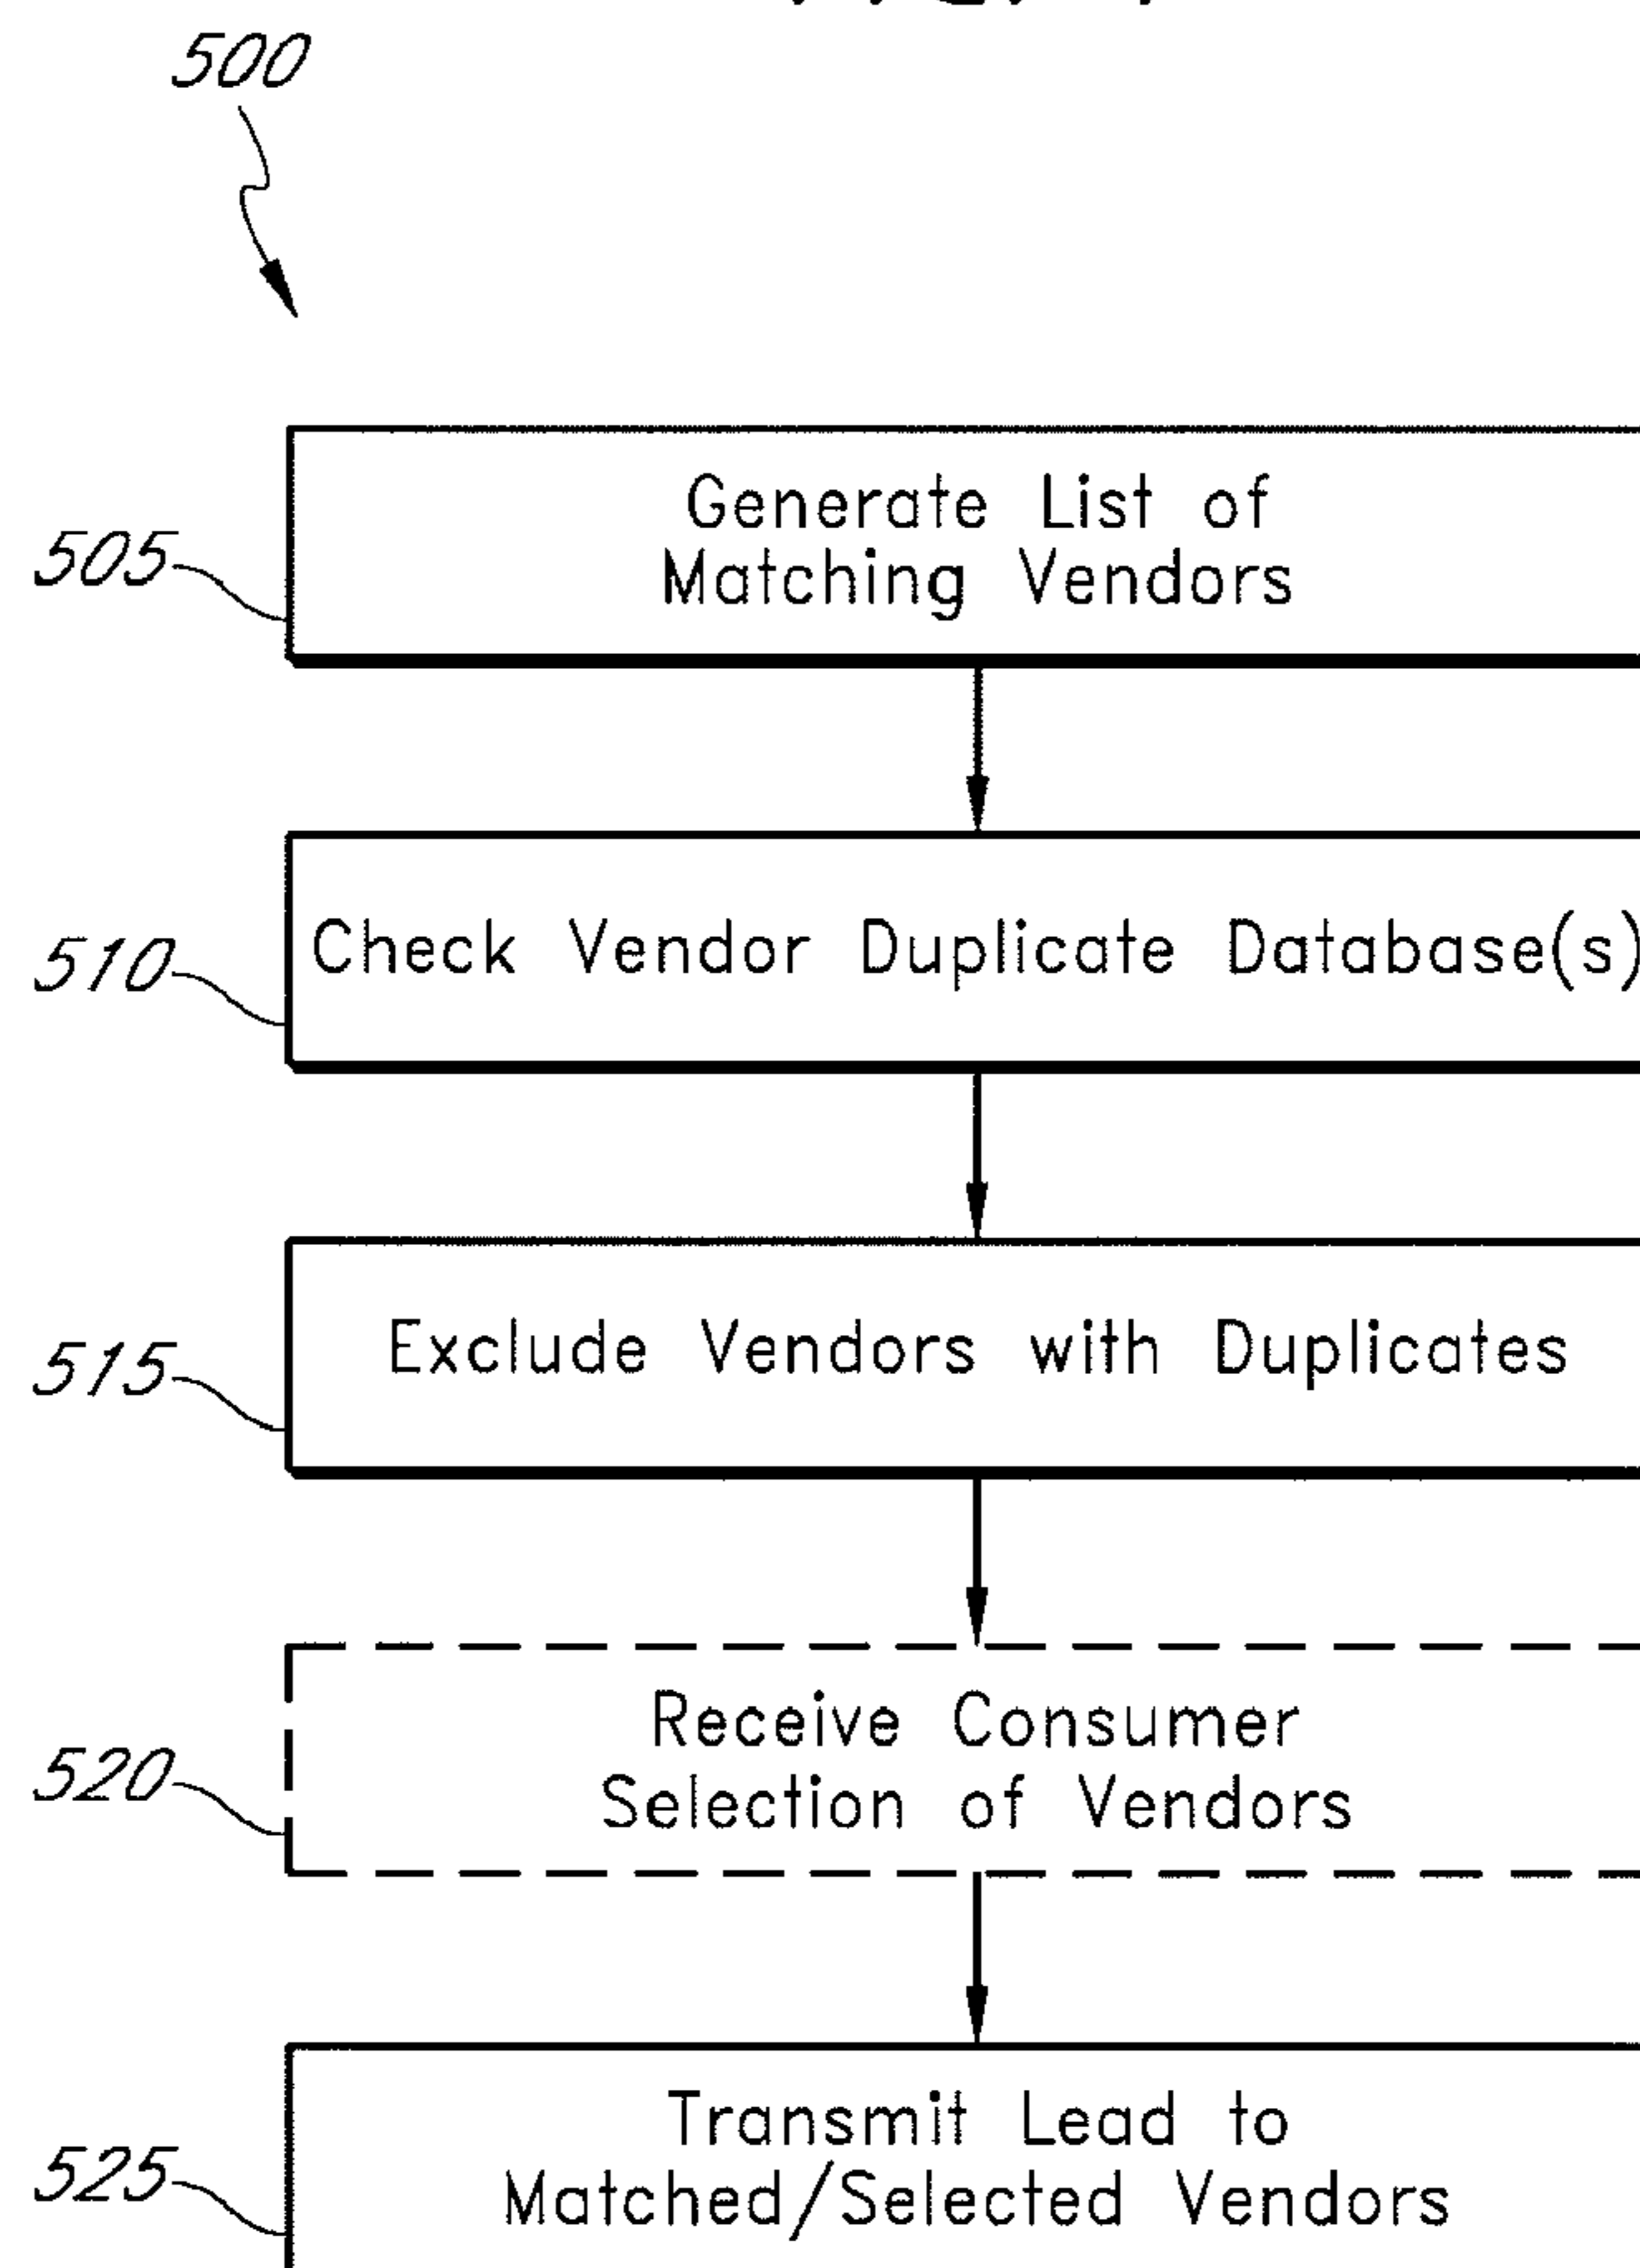 500
505
Generate List of
Matching Vendors
510
Check Vendor Duplicate Database(s)
515
Exclude Vendors with Duplicates
520
Receive Consumer
Selection of Vendors
525
Transmit Lead to
Matched/Selected Vendors